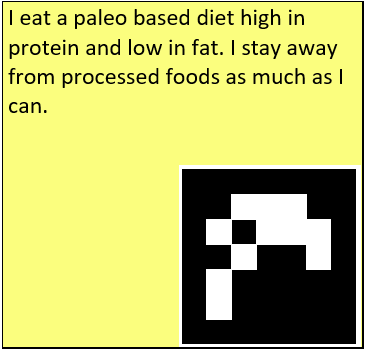 I eat a paleo based diet high in
protein and low in fat. I stay away
from processed foods as much as I
can.